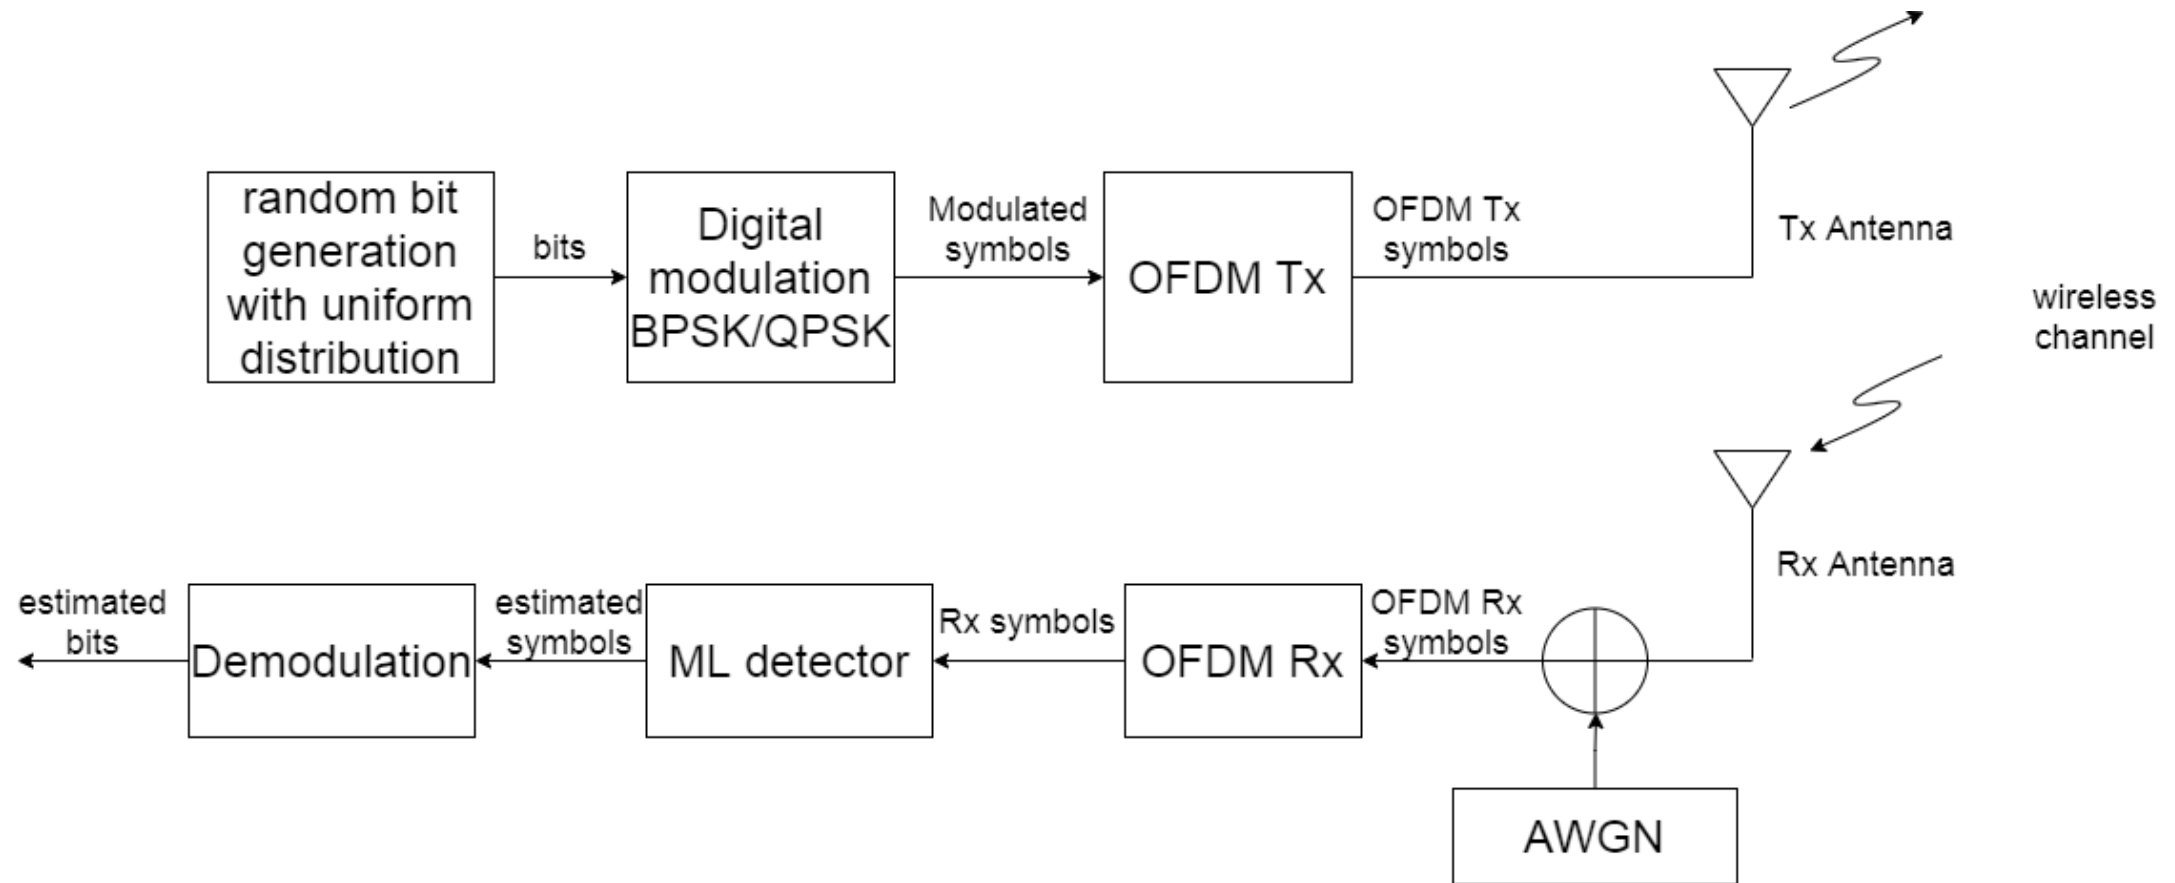 random bit
generation
with uniform
distribution
bits
Digital
modulation
BPSK/QPSK
Modulated
symbols
OFDM Tx
OFDM Tx
symbols
Tx Antenna
wireless
channel
Rx Antenna
OFDM Rx
symbols
AWGN
OFDM Rx
Rx symbols
ML detector
estimated
symbols
Demodulation
estimated
bits